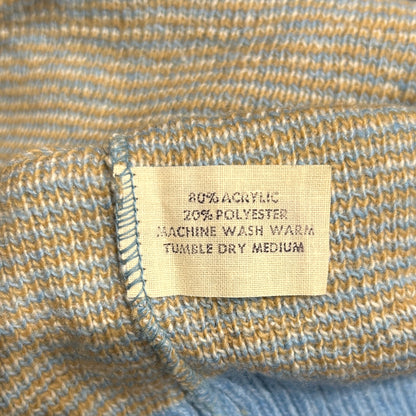 80% ACRYLIC
20% POLYESTER
MACHINE WASH WARM
TUMBLE DRY MEDIUM